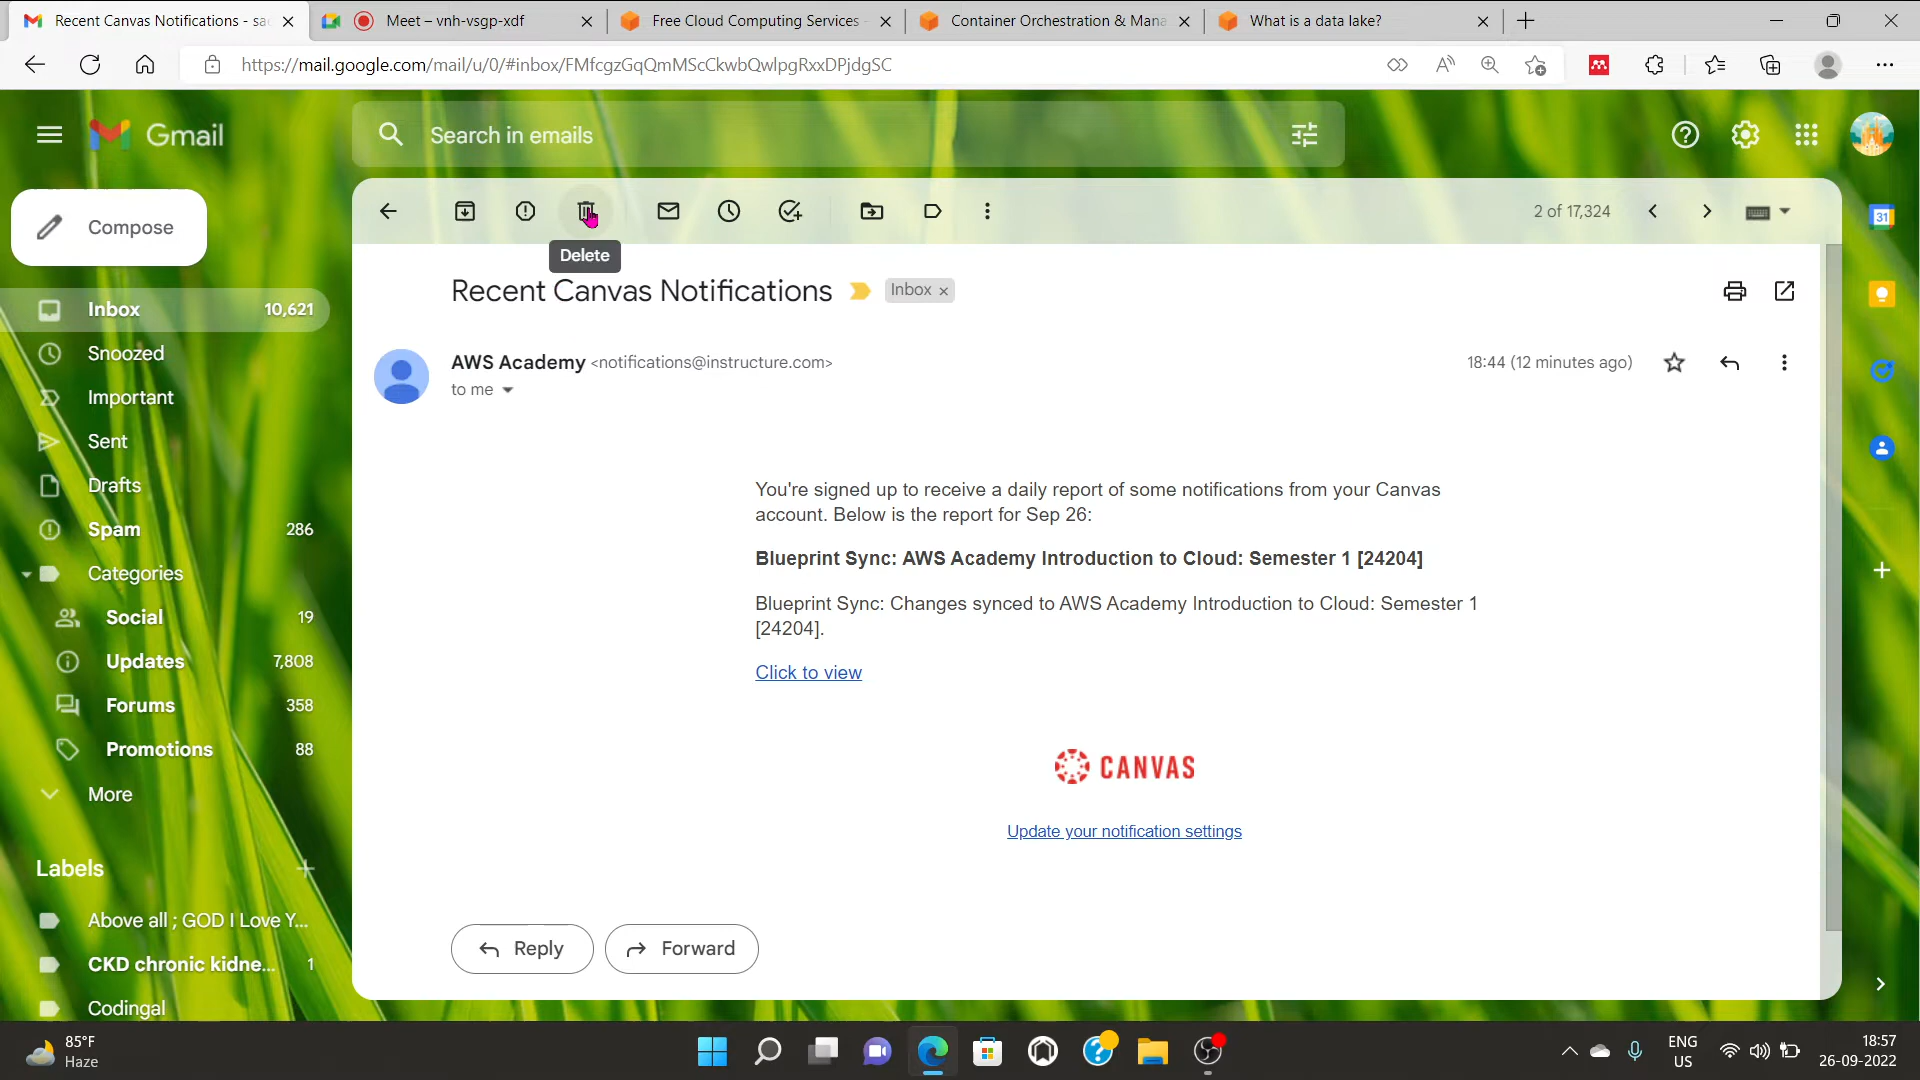 Recent Canvas Notifications - sac
Meet – vnh-vsgp-xdf
Free Cloud Computing Services -
Container Orchestration & Mana
What is a data lake?
https://mail.google.com/mail/u/0/#inbox/FMfcgzGqQmMScCkwbQwlpgRxxDPjdgSC
Gmail
Search in emails
Compose
2 of 17,324
Delete
Recent Canvas Notifications
Inbox ×
Inbox 10,621
Snoozed
Important
Sent
Drafts
Spam 286
Categories
Social 19
Updates 7,808
Forums 358
Promotions 88
More
Labels
Above all ; GOD I Love Y...
CKD chronic kidne... 1
Codingal
AWS Academy <notifications@instructure.com>
18:44 (12 minutes ago)
to me
You're signed up to receive a daily report of some notifications from your Canvas
account. Below is the report for Sep 26:
Blueprint Sync: AWS Academy Introduction to Cloud: Semester 1 [24204]
Blueprint Sync: Changes synced to AWS Academy Introduction to Cloud: Semester 1
[24204].
Click to view
CANVAS
Update your notification settings
Reply
Forward
31
85°F
Haze
ENG
US
18:57
26-09-2022